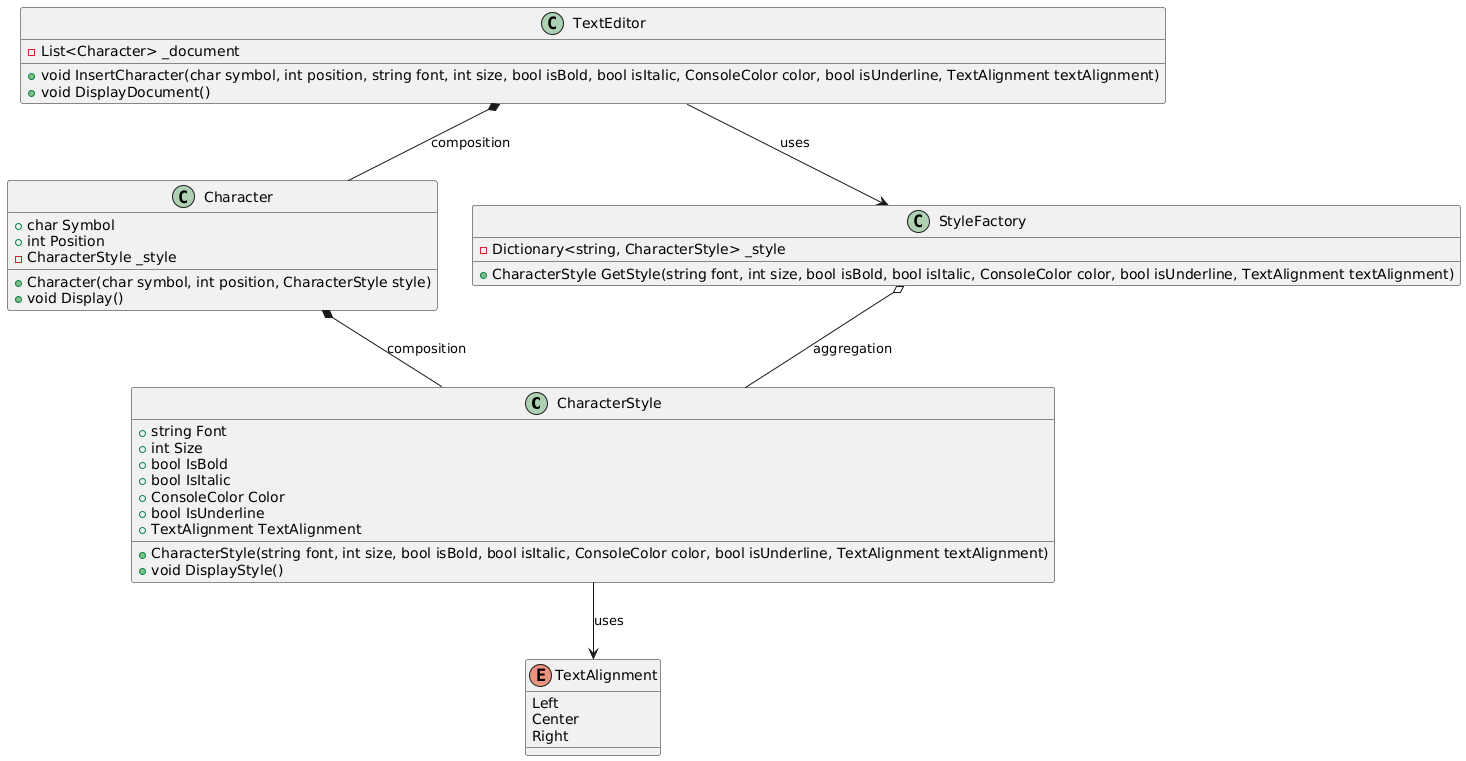 C TextEditor
List<Character> _document
void InsertCharacter(char symbol, int position, string font, int size, bool isBold, bool isItalic, ConsoleColor color, bool isUnderline, TextAlignment textAlignment)
void DisplayDocument()
composition
uses
C Character
char Symbol
int Position
CharacterStyle _style
Character(char symbol, int position, CharacterStyle style)
void Display()
C StyleFactory
Dictionary<string, CharacterStyle> _style
CharacterStyle GetStyle(string font, int size, bool isBold, bool isItalic, ConsoleColor color, bool isUnderline, TextAlignment textAlignment)
composition
aggregation
C CharacterStyle
string Font
int Size
bool IsBold
bool IsItalic
ConsoleColor Color
bool IsUnderline
TextAlignment TextAlignment
CharacterStyle(string font, int size, bool isBold, bool isItalic, ConsoleColor color, bool isUnderline, TextAlignment textAlignment)
void DisplayStyle()
uses
E TextAlignment
Left
Center
Right